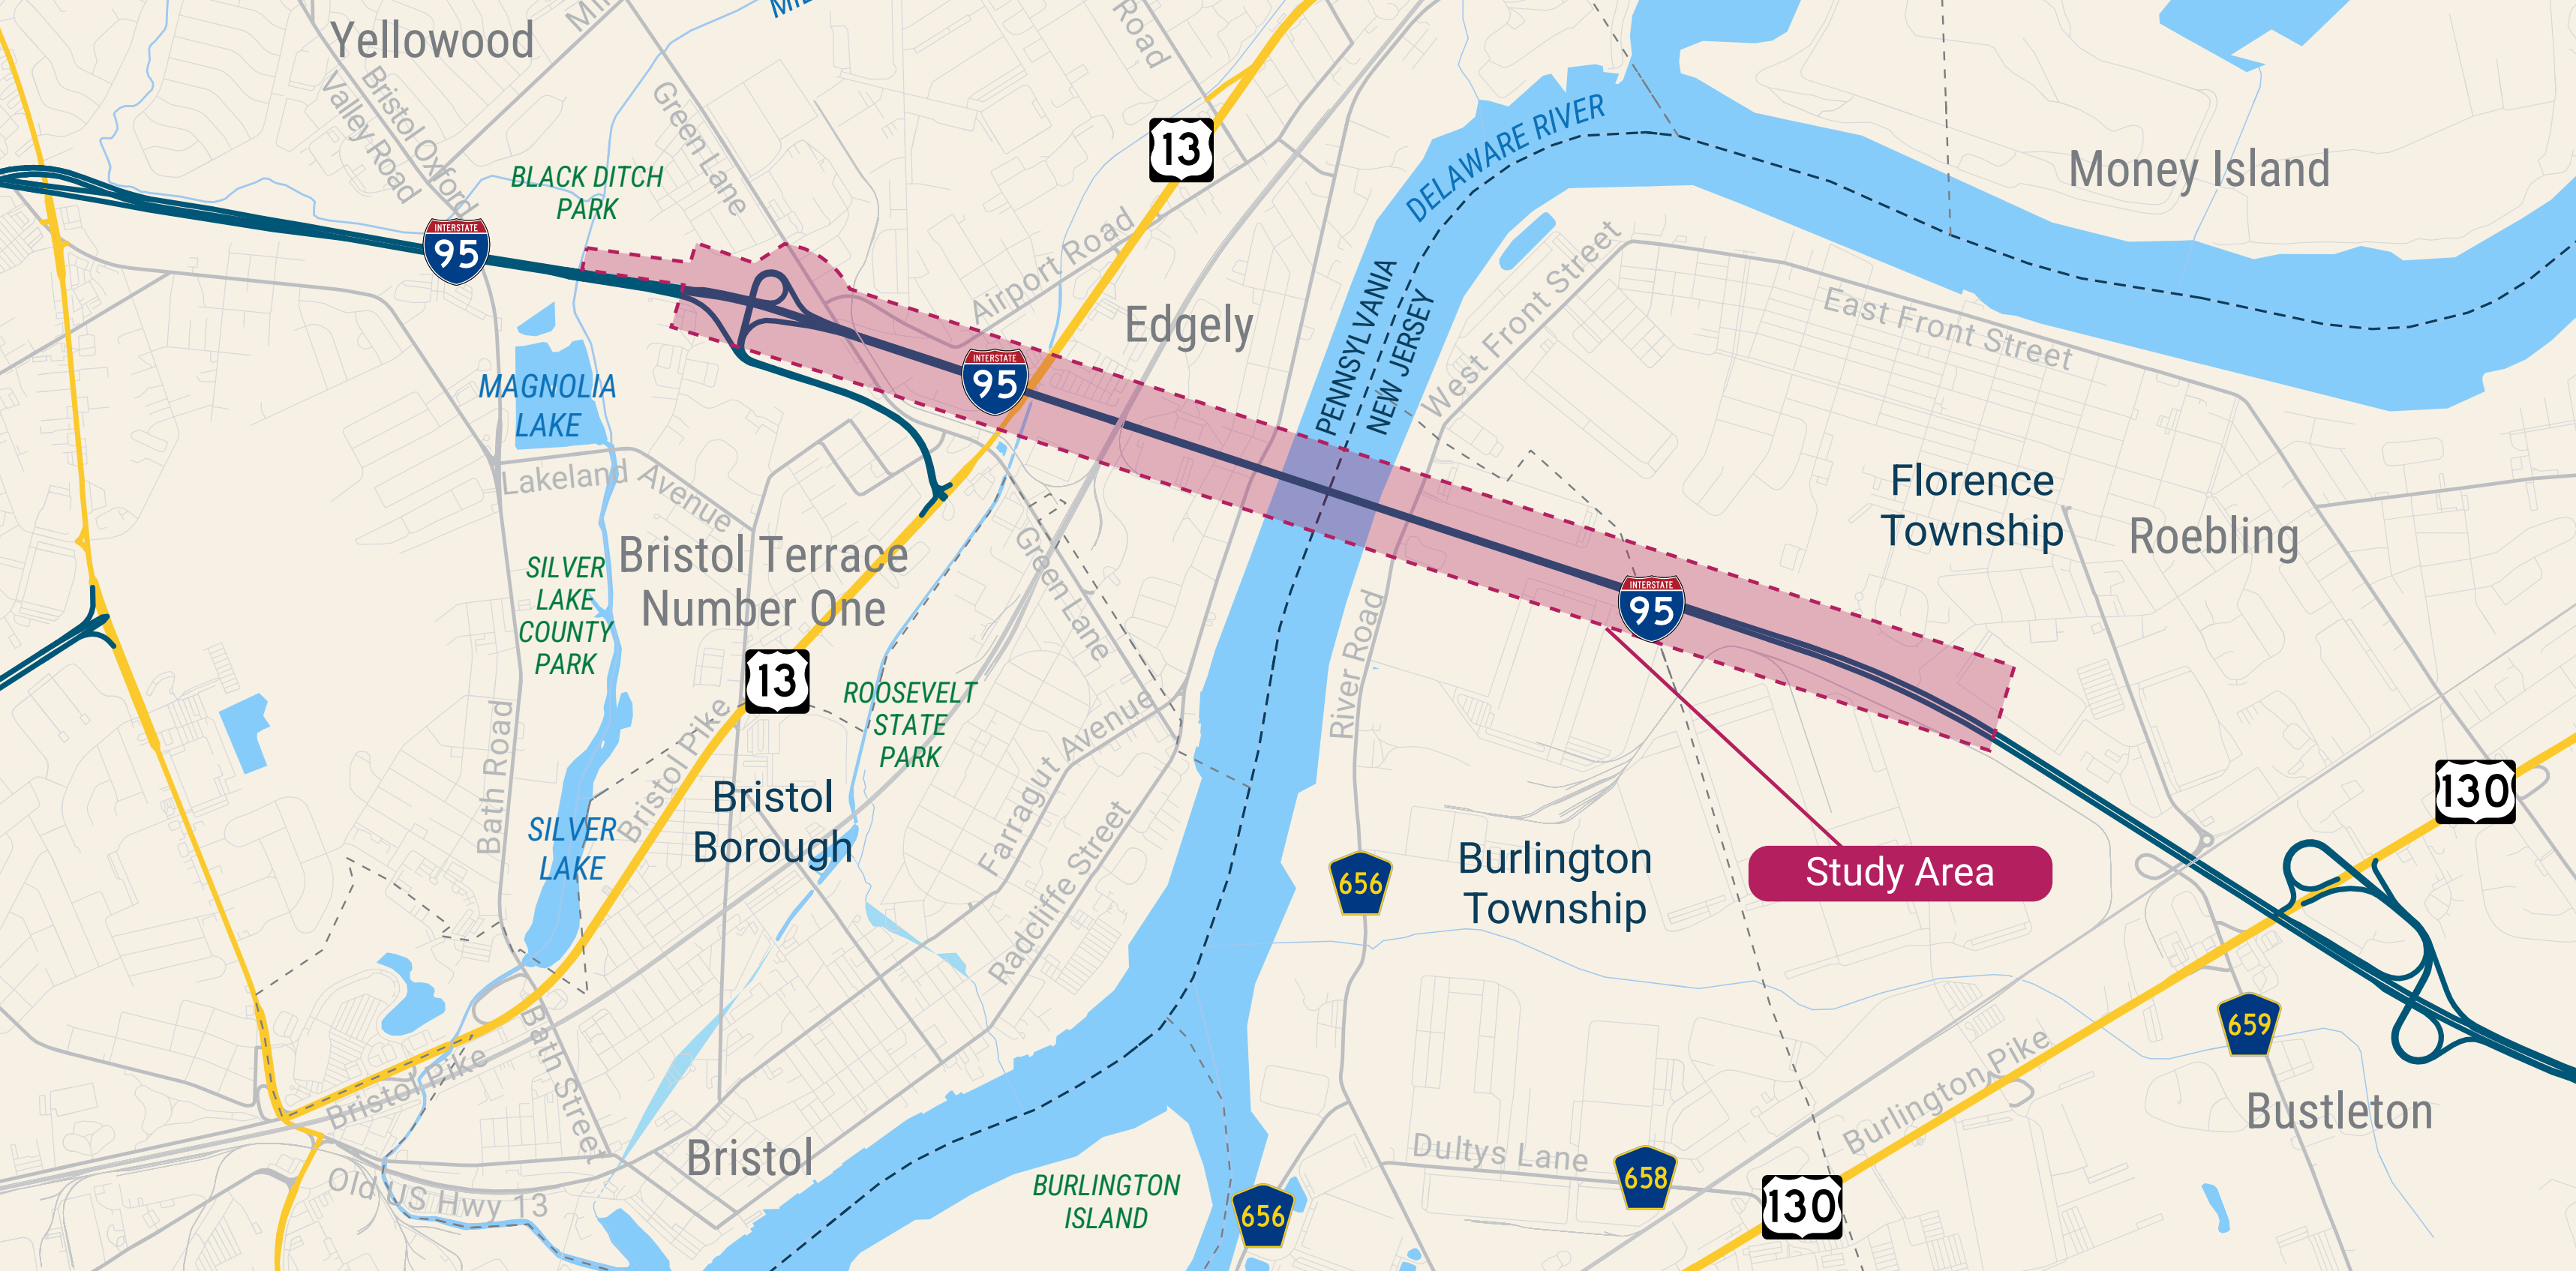 Yellowood
Road
Bristol Oxford
Valley Road
Green Lane
BLACK DITCH
PARK
13
DELAWARE RIVER
Money Island
INTERSTATE
95
Airport Road
Edgely
PENNSYLVANIA
NEW JERSEY
West Front Street
East Front Street
INTERSTATE
95
MAGNOLIA
LAKE
Lakeland Avenue
Florence
Township
Roebling
Bristol Terrace
Number One
SILVER
LAKE
COUNTY
PARK
Green Lane
INTERSTATE
95
River Road
13
ROOSEVELT
STATE
PARK
Bath Road
Bristol Pike
Farragut Avenue
Bristol
Borough
130
SILVER
LAKE
Radcliffe Street
656
Burlington
Township
Study Area
659
Bath Street
Bristol Pike
Burlington Pike
Bustleton
Bristol
Dultys Lane
658
Old US Hwy 13
BURLINGTON
ISLAND
656
130